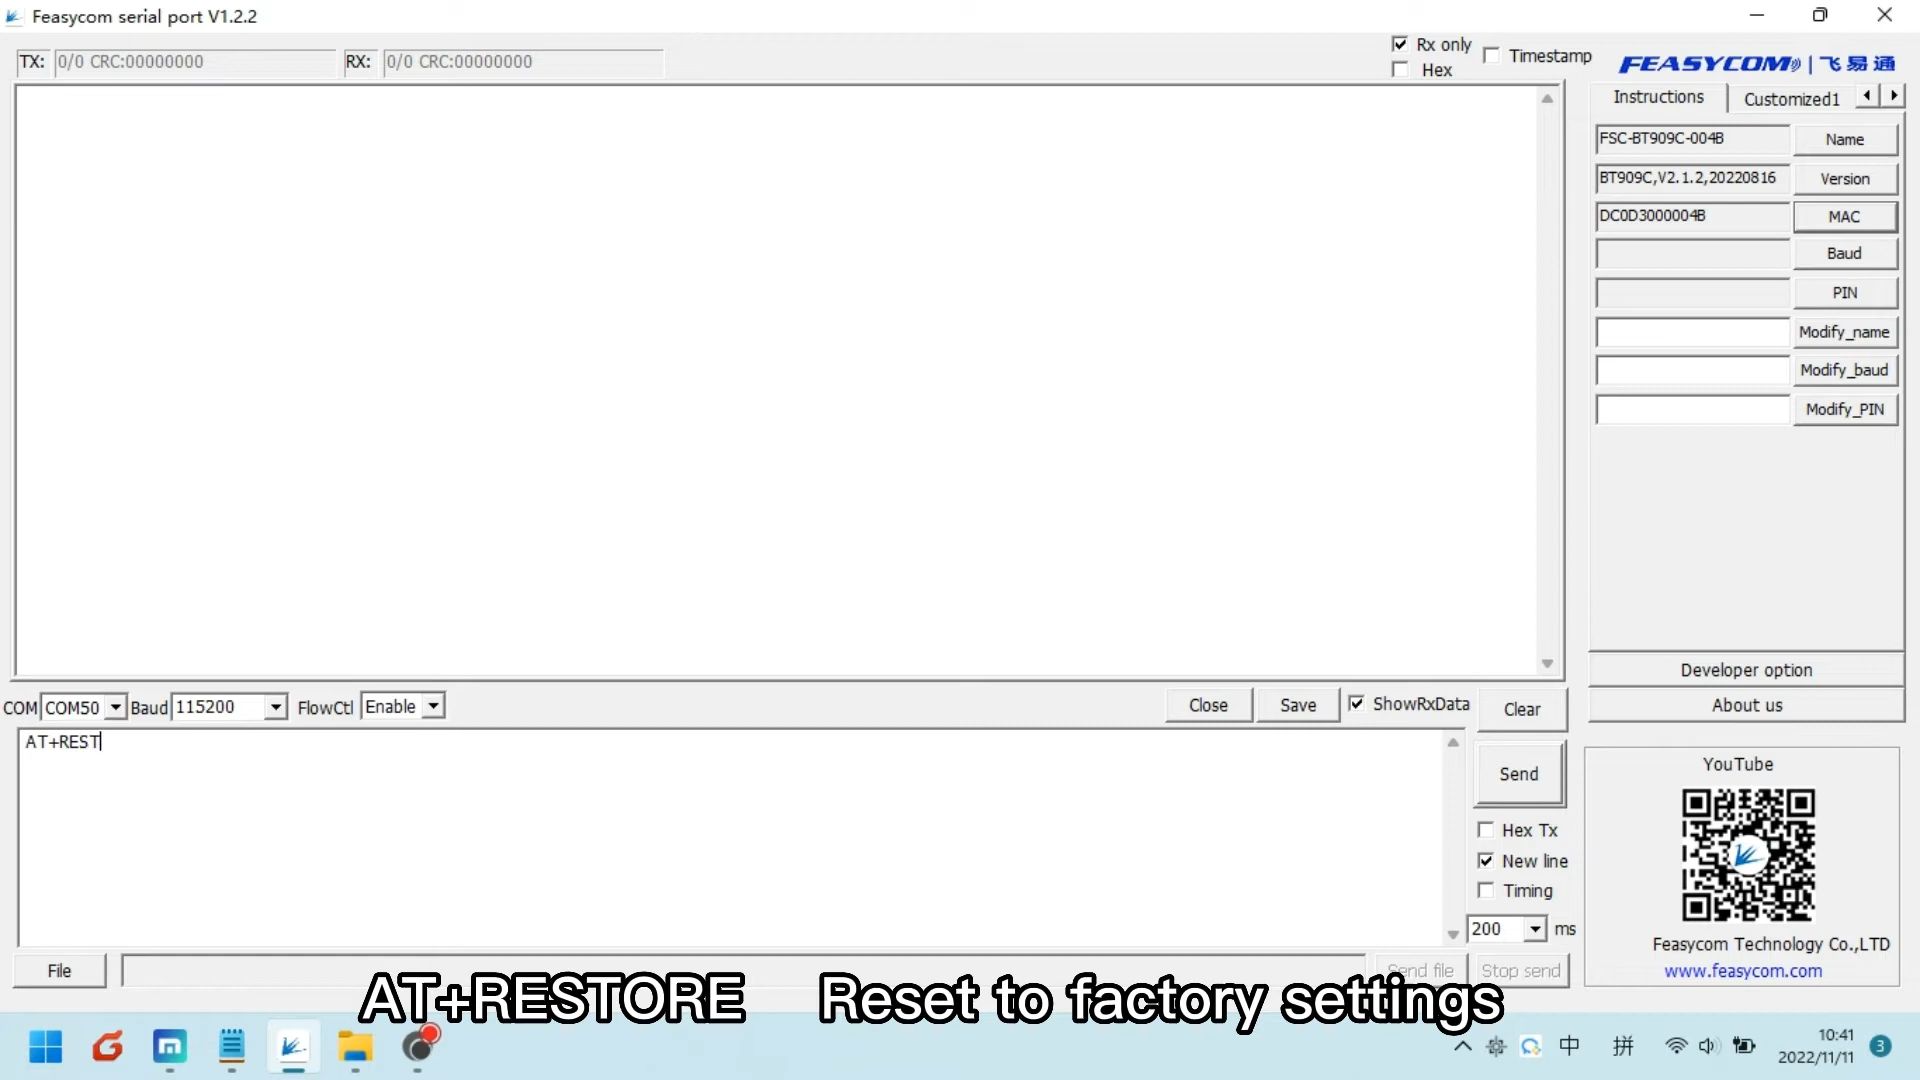 Feasycom serial port V1.2.2
TX: 0/0 CRC:00000000 RX: 0/0 CRC:00000000
Rx only
Hex
Timestamp
FEASYCOM | 飞易通
Instructions Customized1
FSC-BT909C-004B Name
BT909C,V2.1.2,20220816 Version
DC0D3000004B MAC
Baud
PIN
Modify_name
Modify_baud
Modify_PIN
Developer option
About us
COM COM50 Baud 115200 FlowCtl Enable Close Save ShowRxData Clear
AT+REST
Send
Hex Tx
New line
Timing
200 ms
File Send file Stop send
YouTube
Feasycom Technology Co.,LTD
www.feasycom.com
AT+RESTORE Reset to factory settings
中 拼
10:41
2022/11/11
3